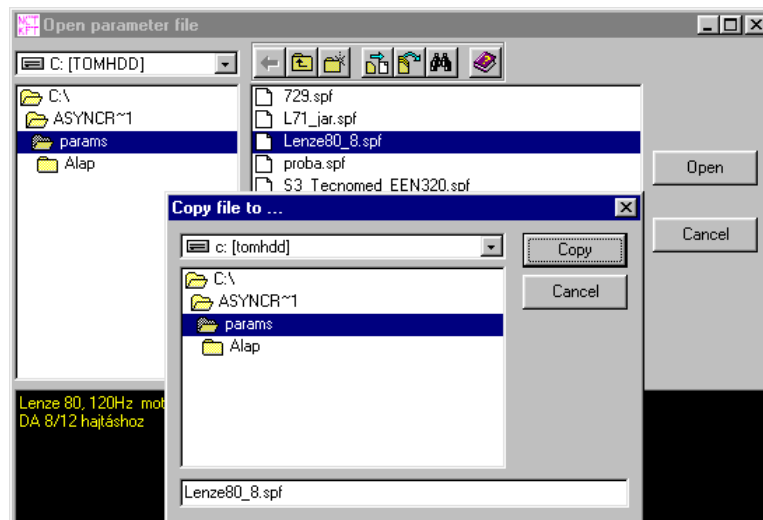 NCT
KPT
Open parameter file
C: [TOMHDD]
C:\
ASYNCR~1
params
Alap
729.spf
L71_jar.spf
Lenze80_8.spf
proba.spf
S3_Tecnomed_EEN320.spf
Open
Cancel
Lenze 80, 120Hz mot
DA 8/12 hajtáshoz
Copy file to ...
c: [tomhdd]
C:\
ASYNCR~1
params
Alap
Copy
Cancel
Lenze80_8.spf